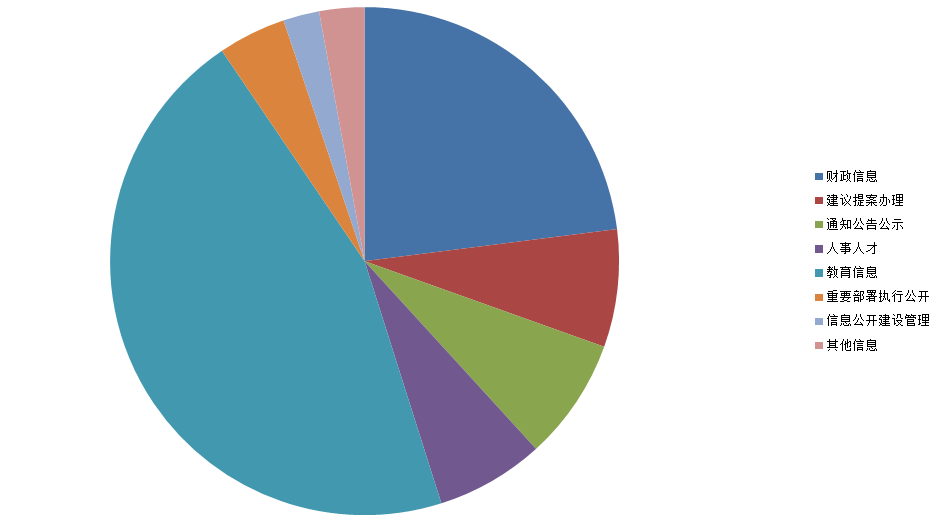 财政信息
建议提案办理
通知公告公示
人事人才
教育信息
重要部署执行公开
信息公开建设管理
其他信息